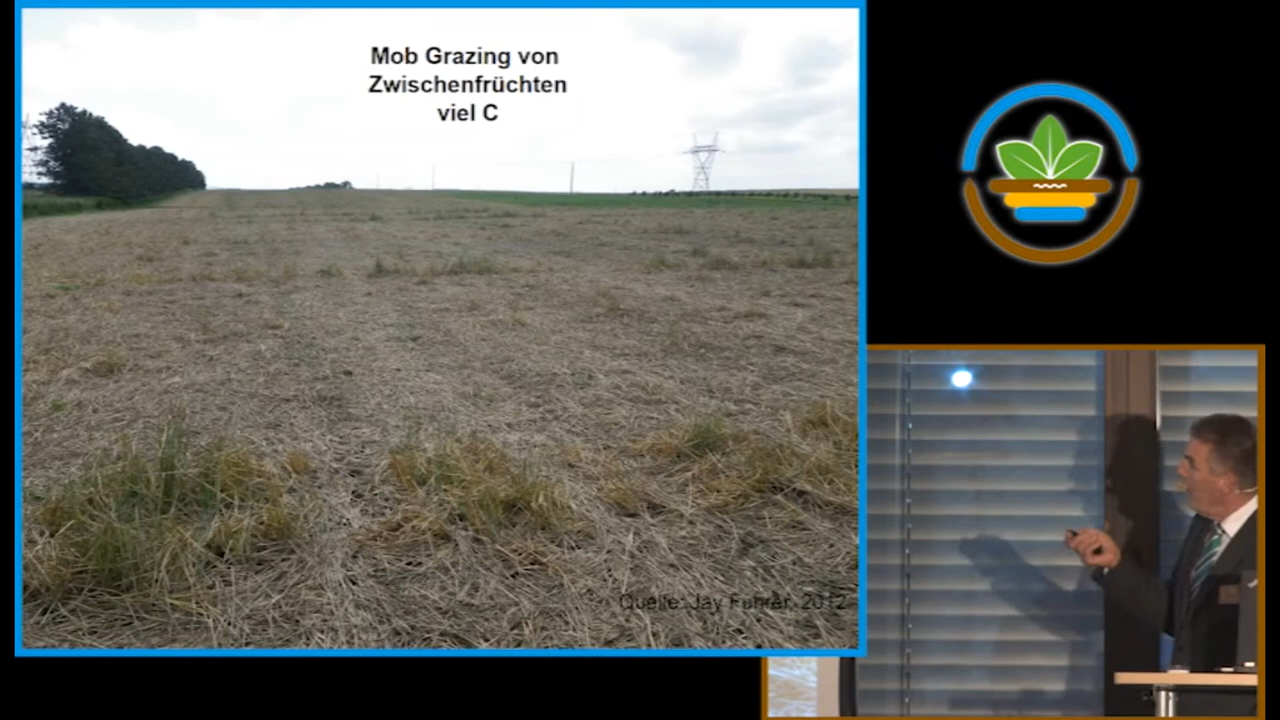 Mob Grazing von
Zwischenfrüchten
viel C
Quelle: Jay Fuhrer, 2012